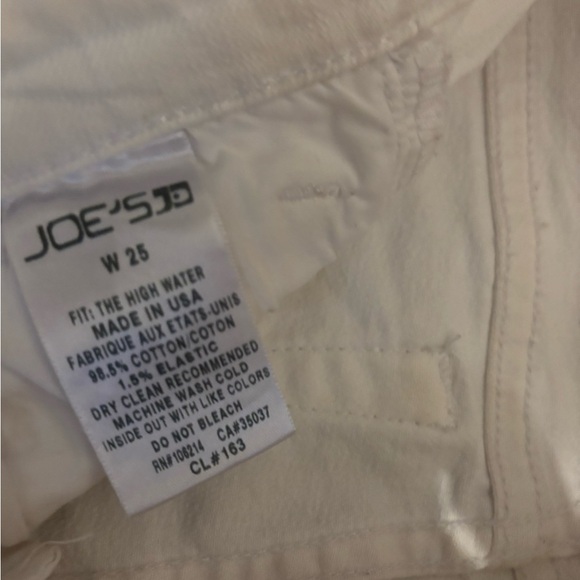 JOE'S JD
W 25
FIT: THE HIGH WATER
MADE IN USA
FABRIQUE AUX ETATS-UNIS
98.5% COTTON/COTON
1.5% ELASTIC
DRY CLEAN RECOMMENDED
MACHINE WASH COLD
INSIDE OUT WITH LIKE COLORS
DO NOT BLEACH
RN#106214 CA#35037
CL#163